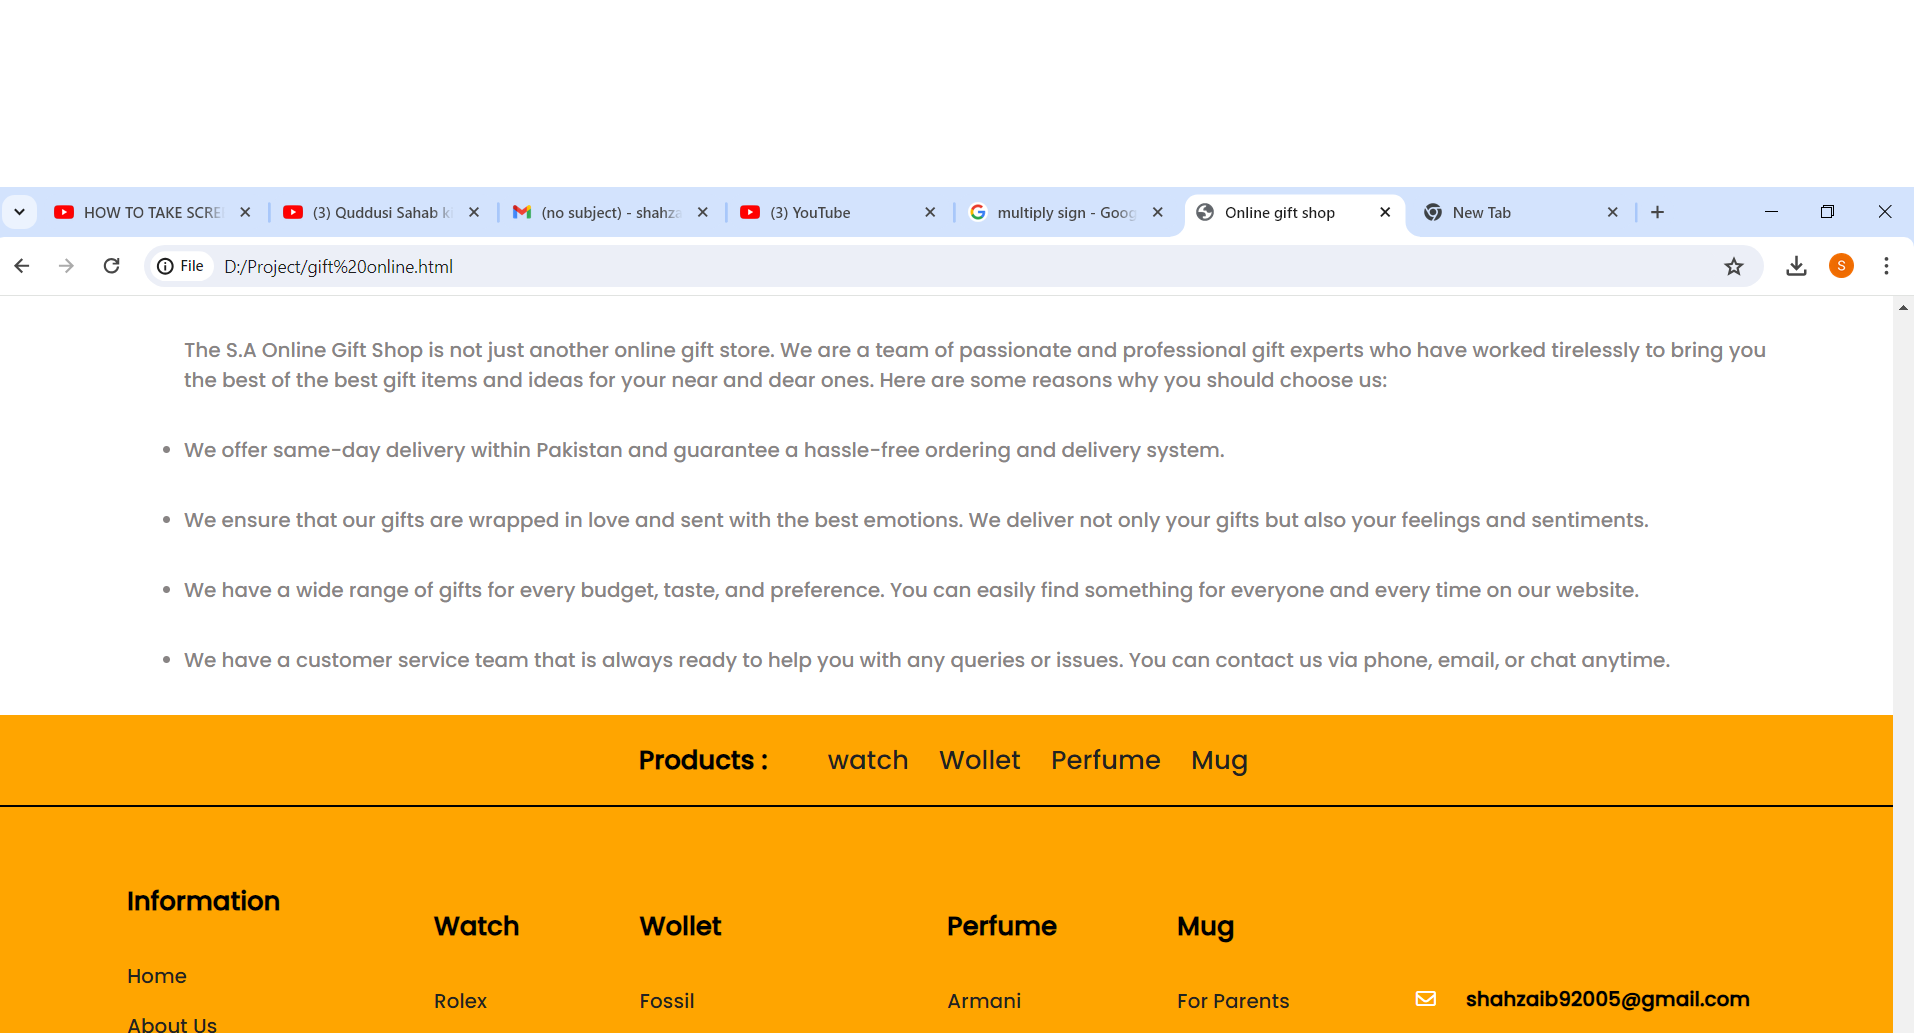 HOW TO TAKE SCRE
(3) Quddusi Sahab k
(no subject) - shahza
(3) YouTube
multiply sign - Goog
Online gift shop
New Tab
File
D:/Project/gift%20online.html
S
The S.A Online Gift Shop is not just another online gift store. We are a team of passionate and professional gift experts who have worked tirelessly to bring you
the best of the best gift items and ideas for your near and dear ones. Here are some reasons why you should choose us:
• We offer same-day delivery within Pakistan and guarantee a hassle-free ordering and delivery system.
• We ensure that our gifts are wrapped in love and sent with the best emotions. We deliver not only your gifts but also your feelings and sentiments.
• We have a wide range of gifts for every budget, taste, and preference. You can easily find something for everyone and every time on our website.
• We have a customer service team that is always ready to help you with any queries or issues. You can contact us via phone, email, or chat anytime.
Products : watch Wollet Perfume Mug
Information
Watch Wollet Perfume Mug
Home
Rolex Fossil Armani For Parents shahzaib92005@gmail.com
About Us